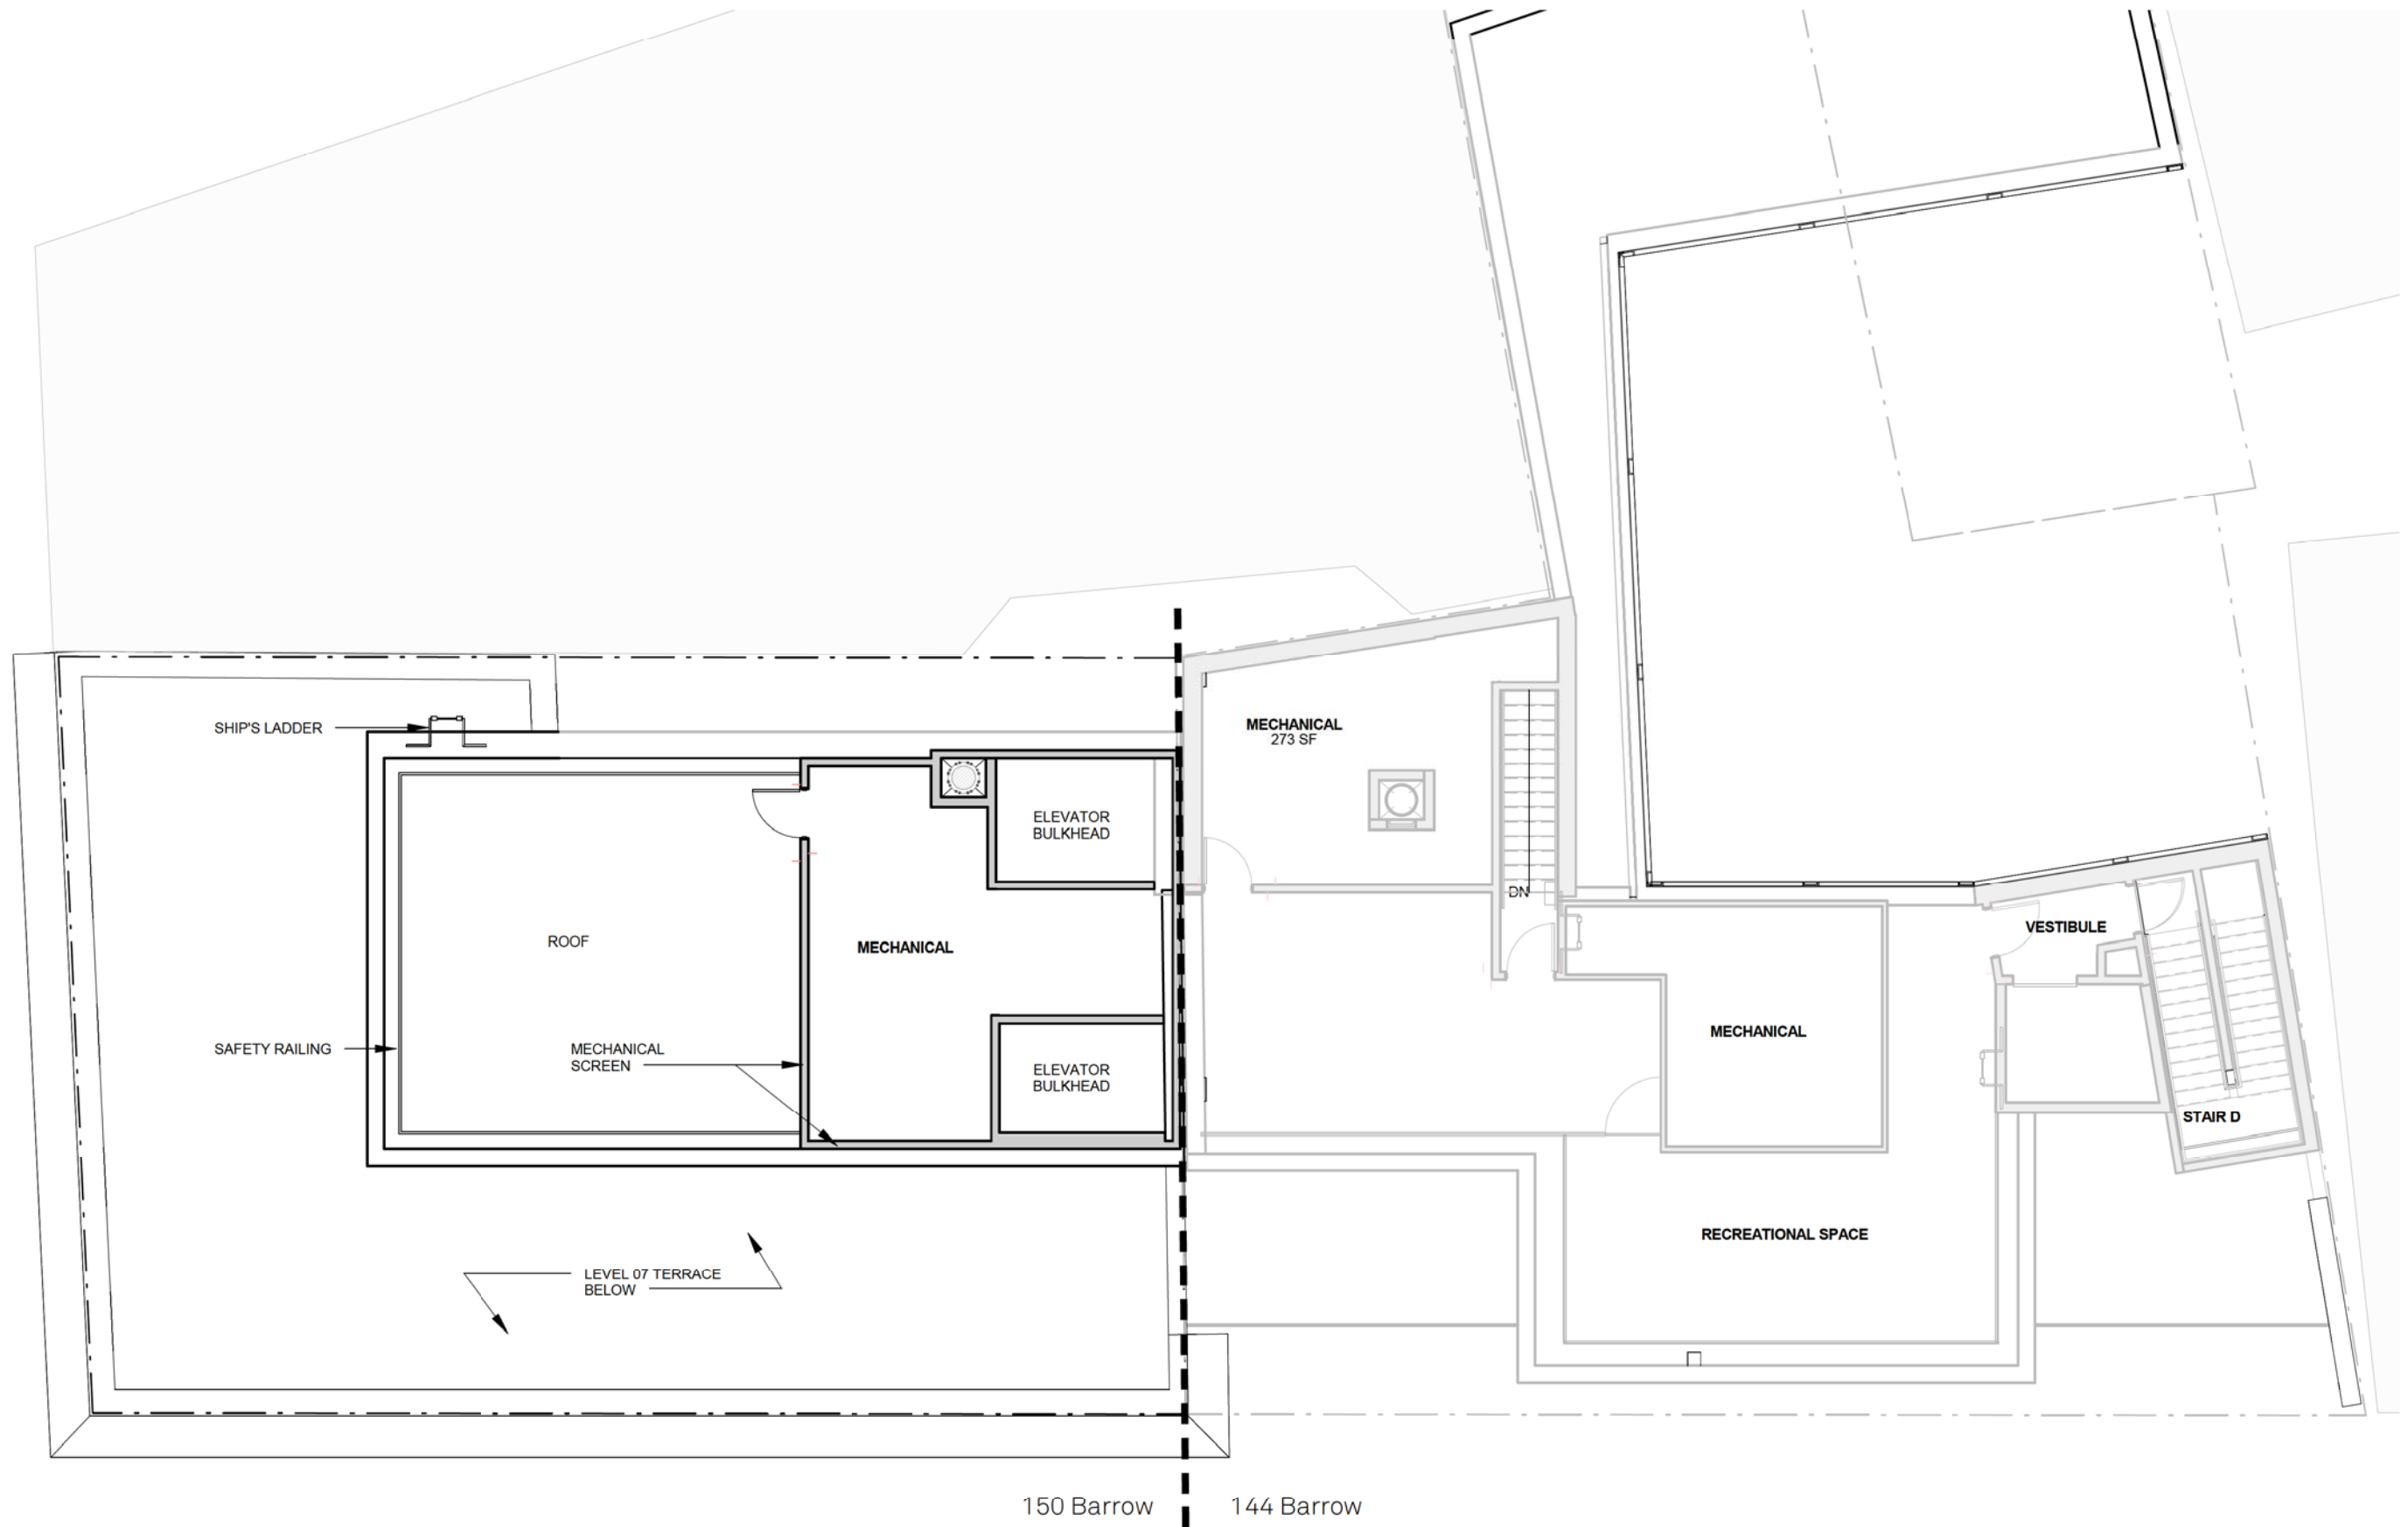 SHIP'S LADDER
MECHANICAL
273 SF
ELEVATOR
BULKHEAD
DN
ROOF
MECHANICAL
VESTIBULE
SAFETY RAILING
MECHANICAL
SCREEN
ELEVATOR
BULKHEAD
MECHANICAL
STAIR D
RECREATIONAL SPACE
LEVEL 07 TERRACE
BELOW
150 Barrow
144 Barrow